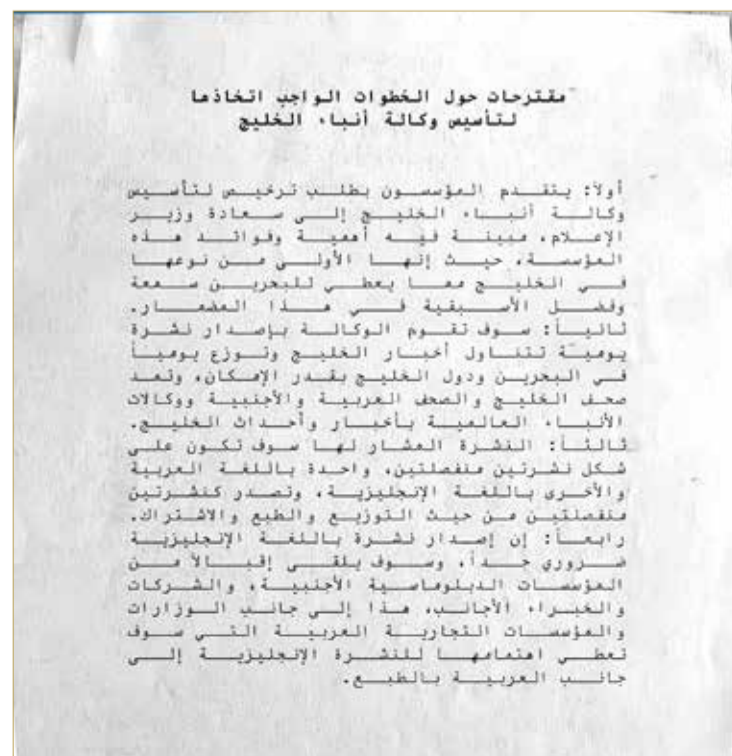 مقترحات حول الخطوات الواجب اتخاذها
لتأسيس وكالة أنباء الخليج
أولاً: يتقدم المؤسسون بطلب ترخيص لتأسيس
وكالة أنباء الخليج إلى سعادة وزير
الإعلام، مبينة فيه أهمية وفوائد هذه
المؤسسة، حيث إنها الأولى من نوعها
في الخليج مما يعطي للبحرين سمعة
وفضل الأسبقية في هذا المضمار.
ثانياً: سوف تقوم الوكالة بإصدار نشرة
يومية تتناول أخبار الخليج وتوزع يومياً
في البحرين ودول الخليج بقدر الإمكان، وتمد
صحف الخليج والصحف العربية والأجنبية ووكالات
الأنباء العالمية بأخبار وأحداث الخليج.
ثالثاً: النشرة المشار لها سوف تكون على
شكل نشرتين منفصلتين، واحدة باللغة العربية
والأخرى باللغة الإنجليزية، وتصدر كنشرتين
منفصلتين من حيث التوزيع والطبع والاشتراك.
رابعاً: إن إصدار نشرة باللغة الإنجليزية
ضروري جداً، وسوف يلقى إقبالاً من
المؤسسات الدبلوماسية الأجنبية، والشركات
والخبراء الأجانب، هذا إلى جانب الوزارات
والمؤسسات التجارية العربية التي سوف
تعطي اهتمامها للنشرة الإنجليزية إلى
جانب العربية بالطبع.